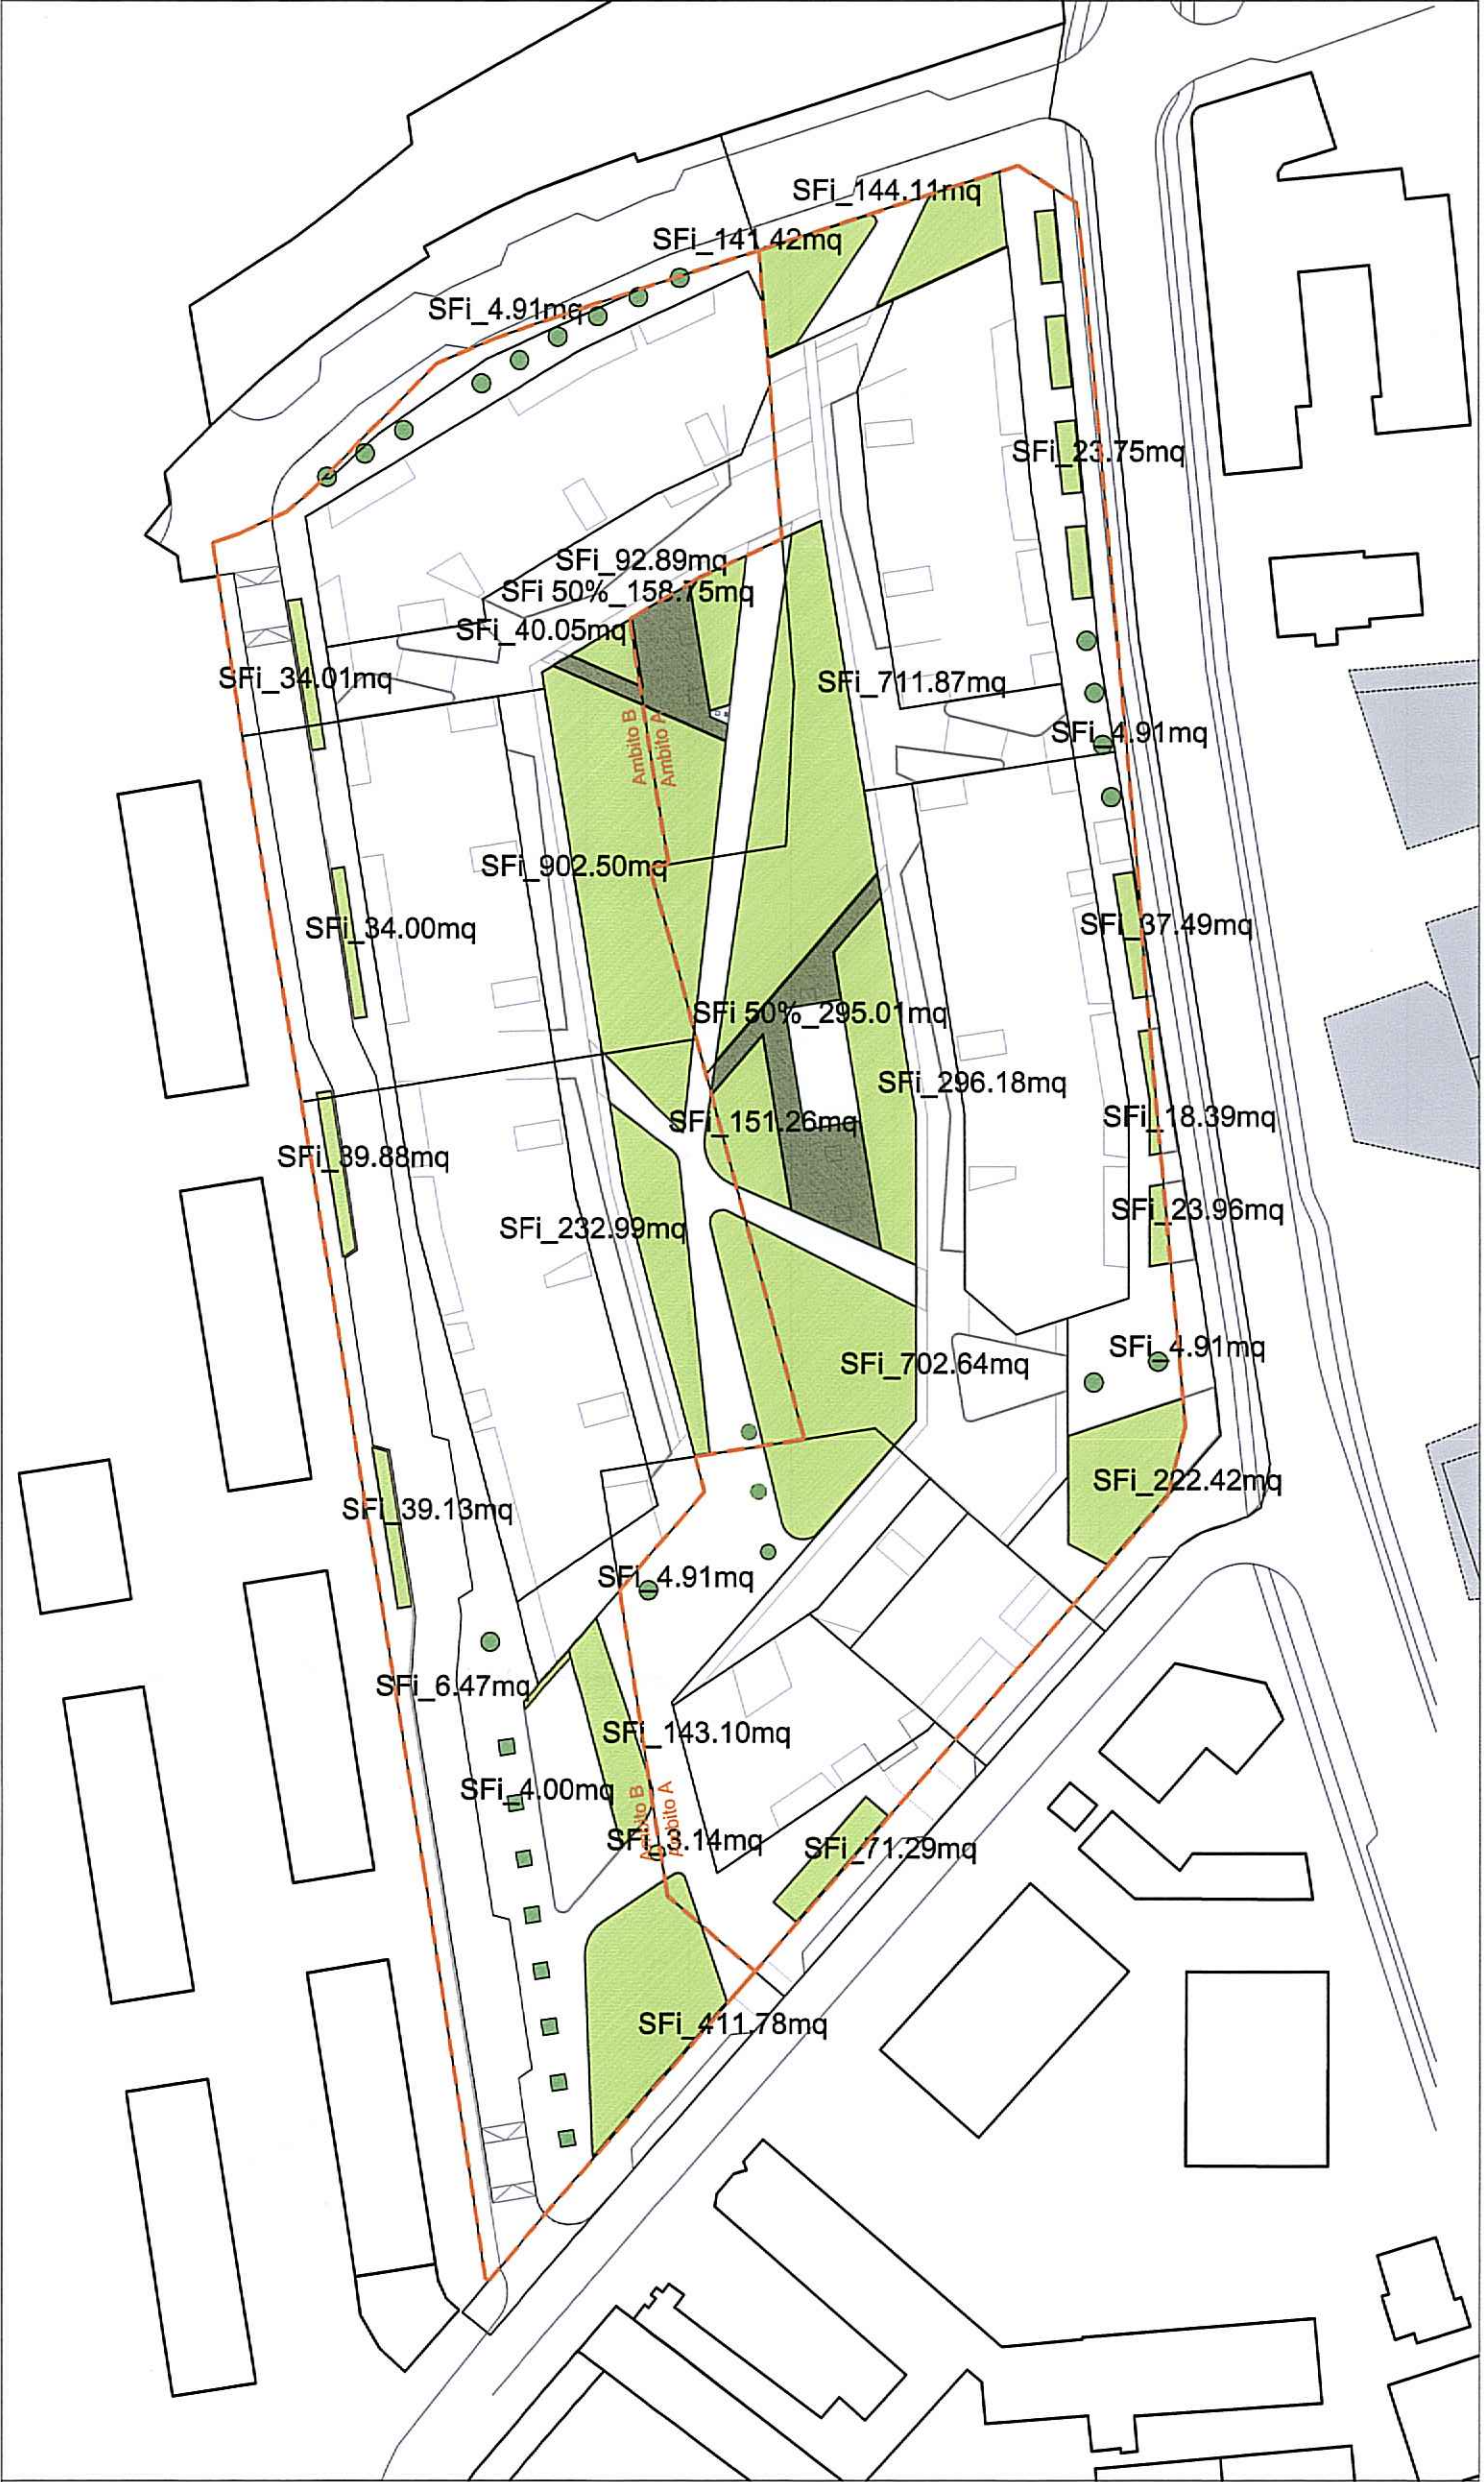 SFi_144.11mq
SFi_141.42mq
SFi_4.91mq
SFi_23.75mq
SFi_92.89mq
SFi 50%_158.75mq
SFi_40.05mq
SFi_34.01mq
SFi_711.87mq
SFi_4.91mq
Ambito B
Ambito A
SFi_902.50mq
SFi_34.00mq
SFi_37.49mq
SFi 50%_295.01mq
SFi_296.18mq
SFi_151.26mq
SFi_18.39mq
SFi_39.88mq
SFi_232.99mq
SFi_23.96mq
SFi_4.91mq
SFi_702.64mq
SFi_222.42mq
SFi_39.13mq
SFi_4.91mq
SFi_6.47mq
SFi_143.10mq
SFi_4.00mq
Ambito B
Ambito A
SFi_3.14mq
SFi_71.29mq
SFi_411.78mq